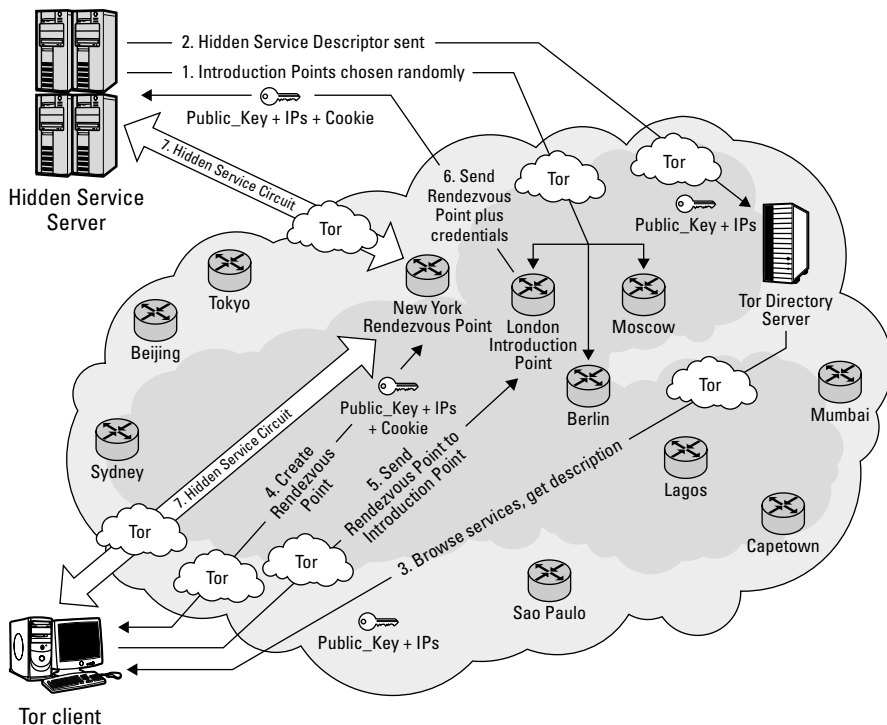 2. Hidden Service Descriptor sent
1. Introduction Points chosen randomly
Public_Key + IPs + Cookie
7. Hidden Service Circuit
Hidden Service
Server
Tor
6. Send
Rendezvous
Point plus
credentials
Tor
Tor
Public_Key + IPs
Tor Directory
Server
Tokyo
Beijing
Sydney
New York
Rendezvous Point
London
Introduction
Point
Moscow
Berlin
Tor
Mumbai
Lagos
Capetown
Sao Paulo
Public_Key + IPs
+ Cookie
7. Hidden Service Circuit
4. Create
Rendezvous
Point
5. Send
Rendezvous Point to
Introduction Point
3. Browse services, get description
Tor
Tor
Tor
Public_Key + IPs
Tor client